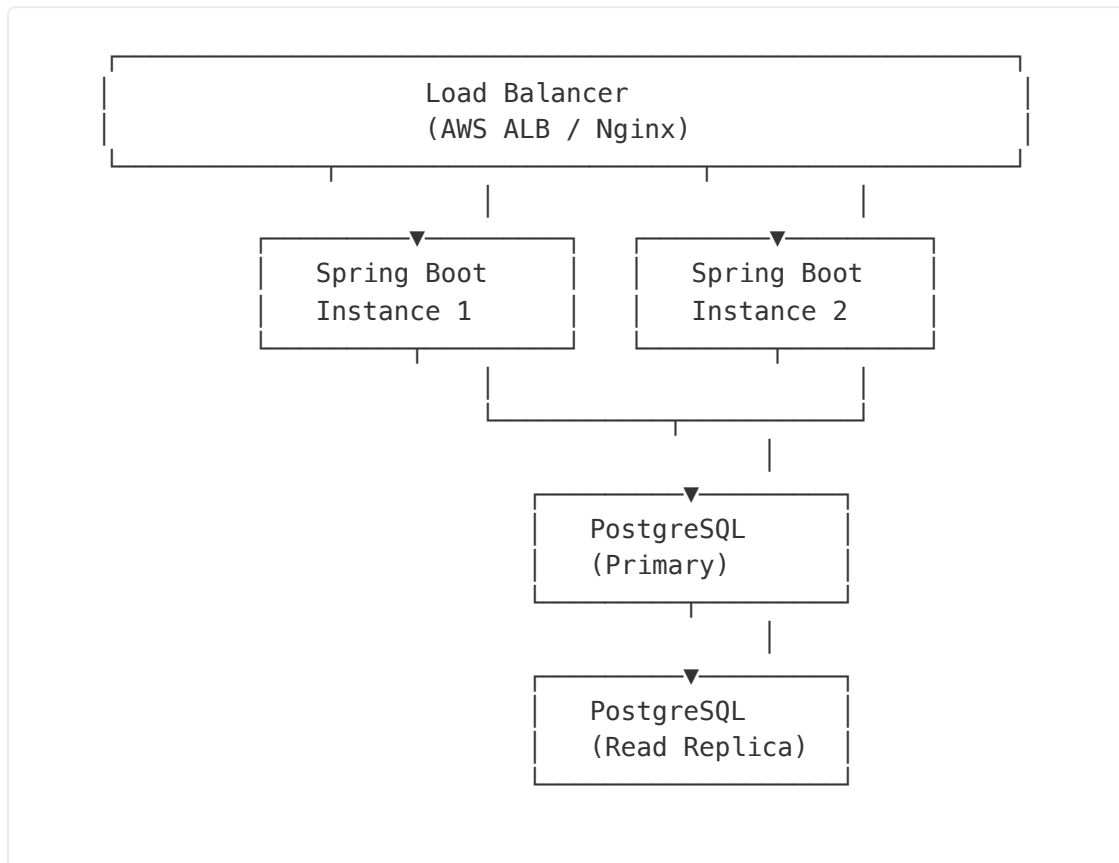 Load Balancer
(AWS ALB / Nginx)
Spring Boot
Instance 1
Spring Boot
Instance 2
PostgreSQL
(Primary)
PostgreSQL
(Read Replica)